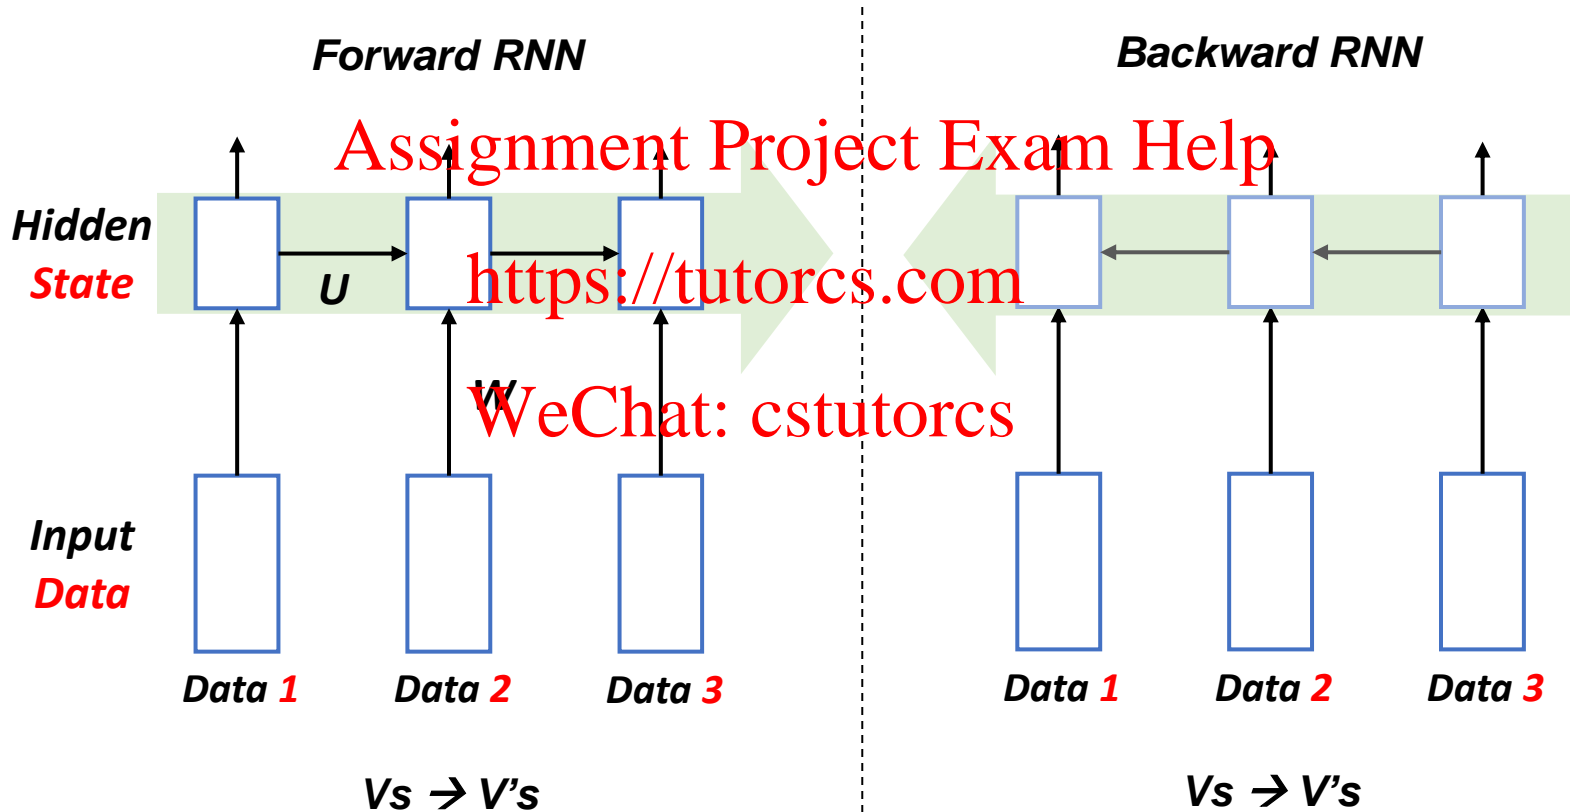 Forward RNN
Backward RNN
Assignment Project Exam Help
Hidden
State
U
https://tutorcs.com
W
WeChat: cstutorcs
Input
Data
Data 1
Data 2
Data 3
Data 1
Data 2
Data 3
Vs → V's
Vs → V's